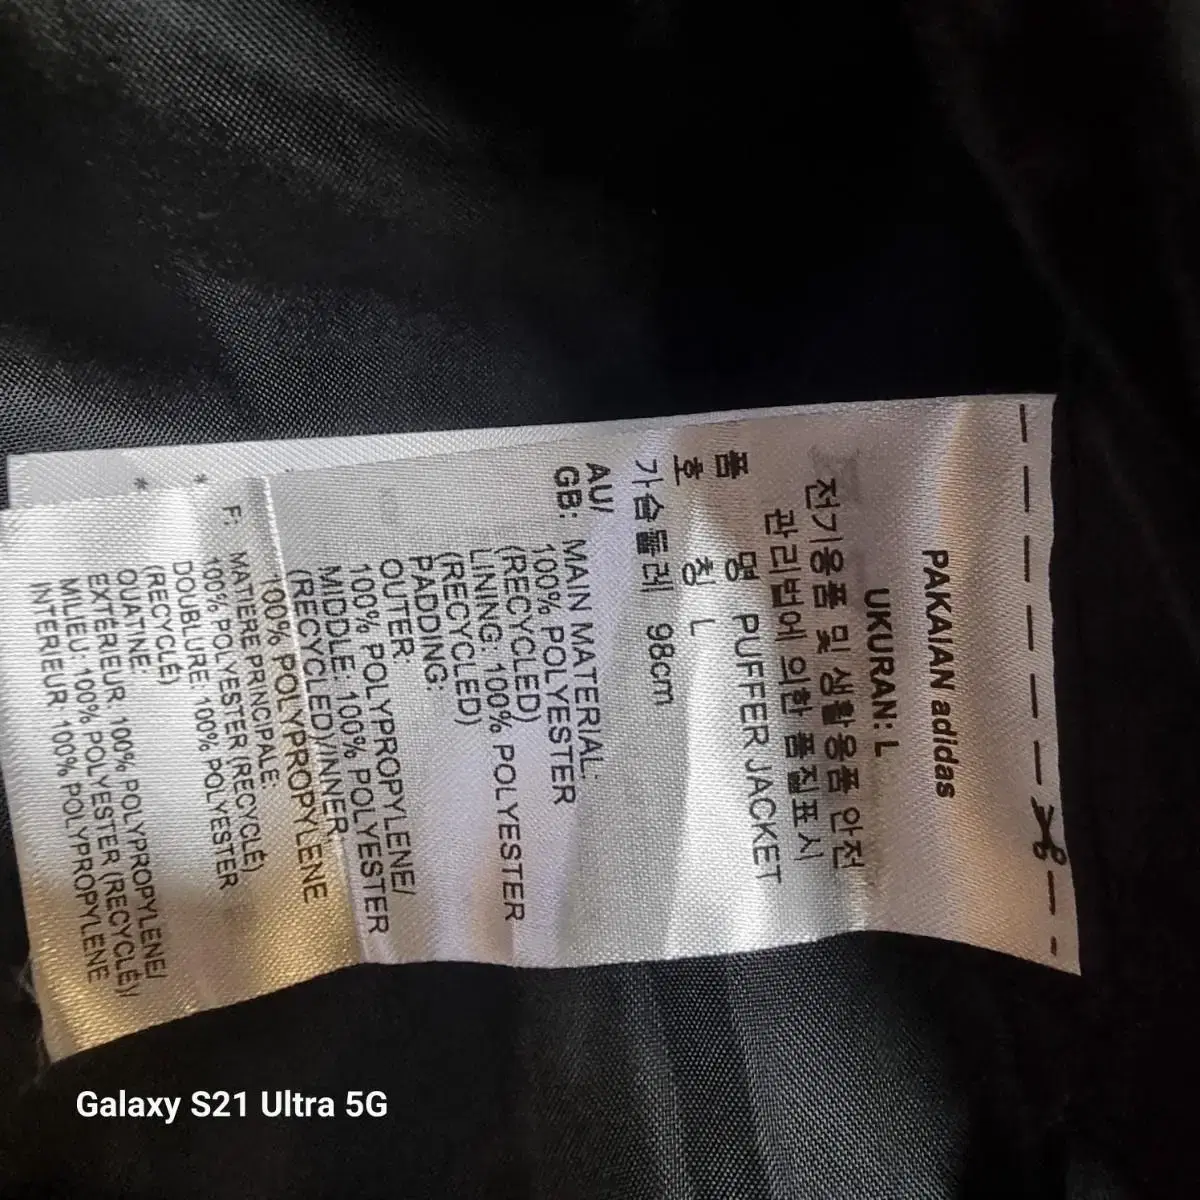 PAKAIAN adidas
UKURAN: L
전기용품 및 생활용품 안전
관리법에 의한 품질표시
품 명 PUFFER JACKET
호 칭 L
가슴둘레 98cm
AU/
GB: MAIN MATERIAL:
100% POLYESTER
(RECYCLED)
LINING: 100% POLYESTER
(RECYCLED)
PADDING:
OUTER:
100% POLYPROPYLENE/
MIDDLE: 100% POLYESTER
(RECYCLED)/INNER:
100% POLYPROPYLENE
F: MATIERE PRINCIPALE:
100% POLYESTER (RECYCLÉ)
DOUBLURE: 100% POLYESTER
(RECYCLÉ)
OUATINE:
EXTÉRIEUR: 100% POLYPROPYLENE/
MILIEU: 100% POLYESTER (RECYCLÉ)/
INTERIEUR 100% POLYPROPYLENE
Galaxy S21 Ultra 5G